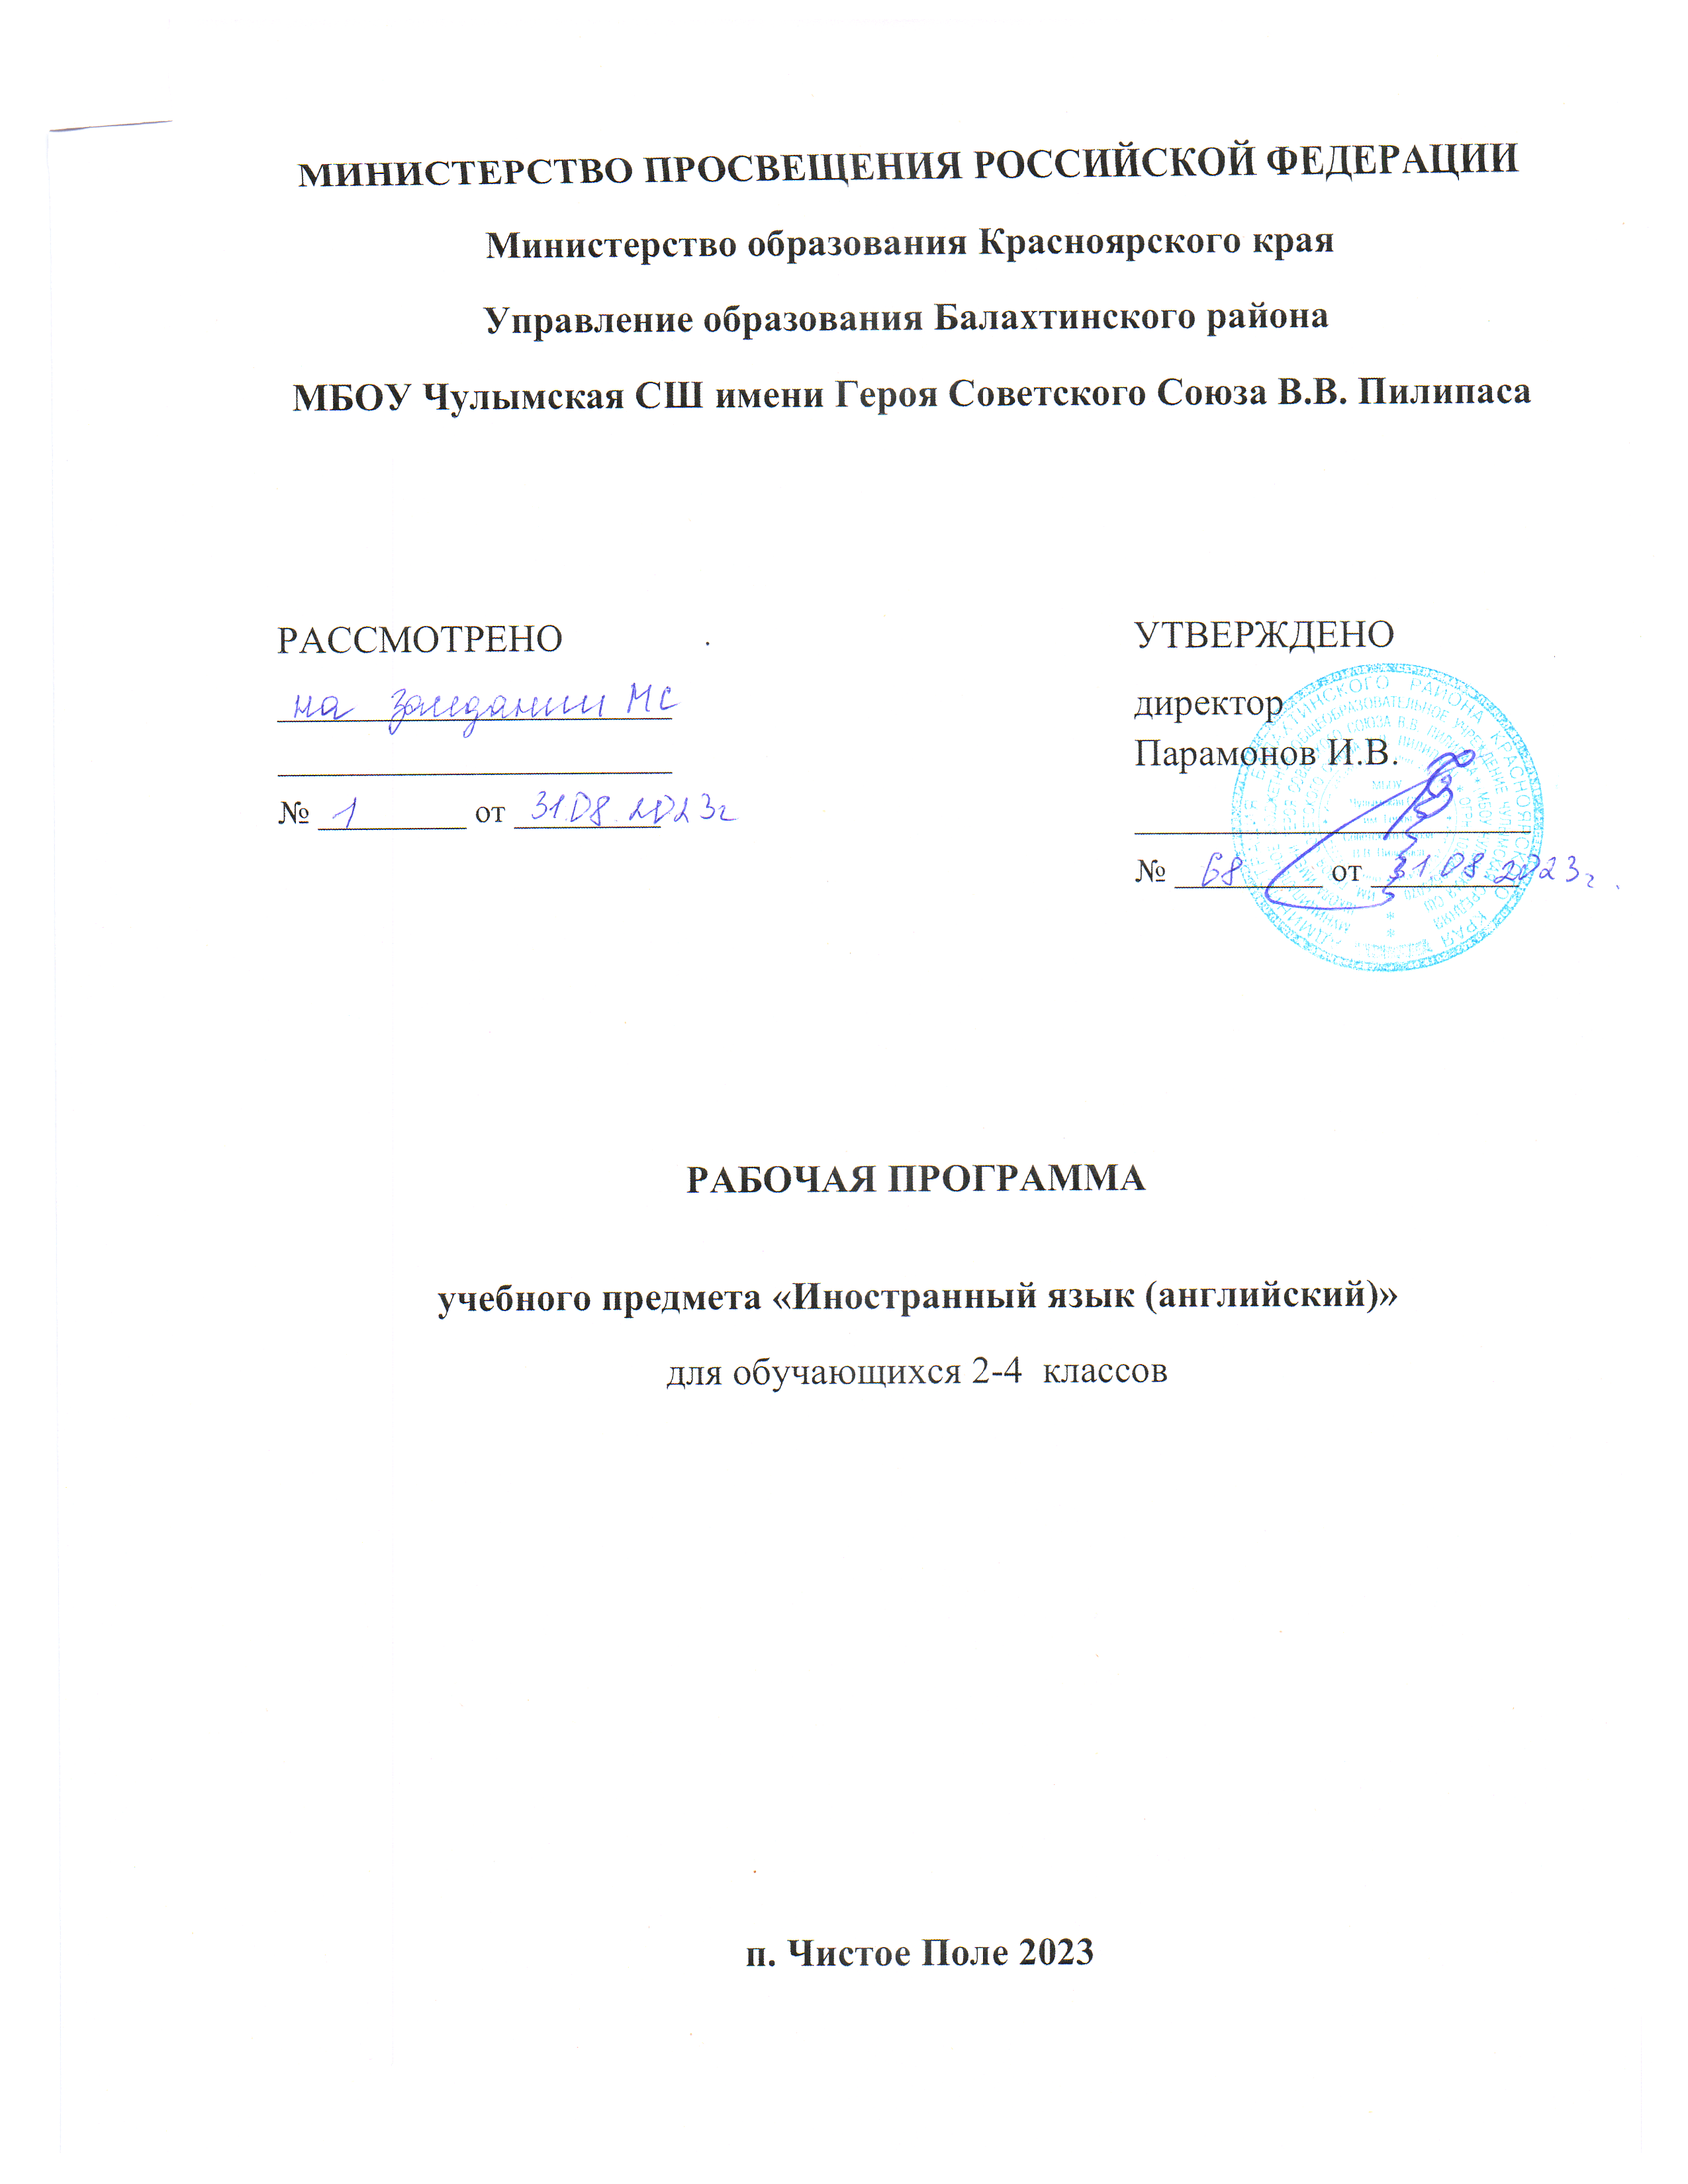 МИНИСТЕРСТВО ПРОСВЕЩЕНИЯ РОССИЙСКОЙ ФЕДЕРАЦИИ
Министерство образования Красноярского края
Управление образования Балахтинского района
МБОУ Чулымская СШ имени Героя Советского Союза В.В. Пилипаса
РАССМОТРЕНО
на заседании МС
№ 1 от 31.08.2023г
УТВЕРЖДЕНО
директор
Парамонов И.В.
№ 68 от 31.08.2023г.
РАБОЧАЯ ПРОГРАММА
учебного предмета «Иностранный язык (английский)»
для обучающихся 2-4 классов
п. Чистое Поле 2023